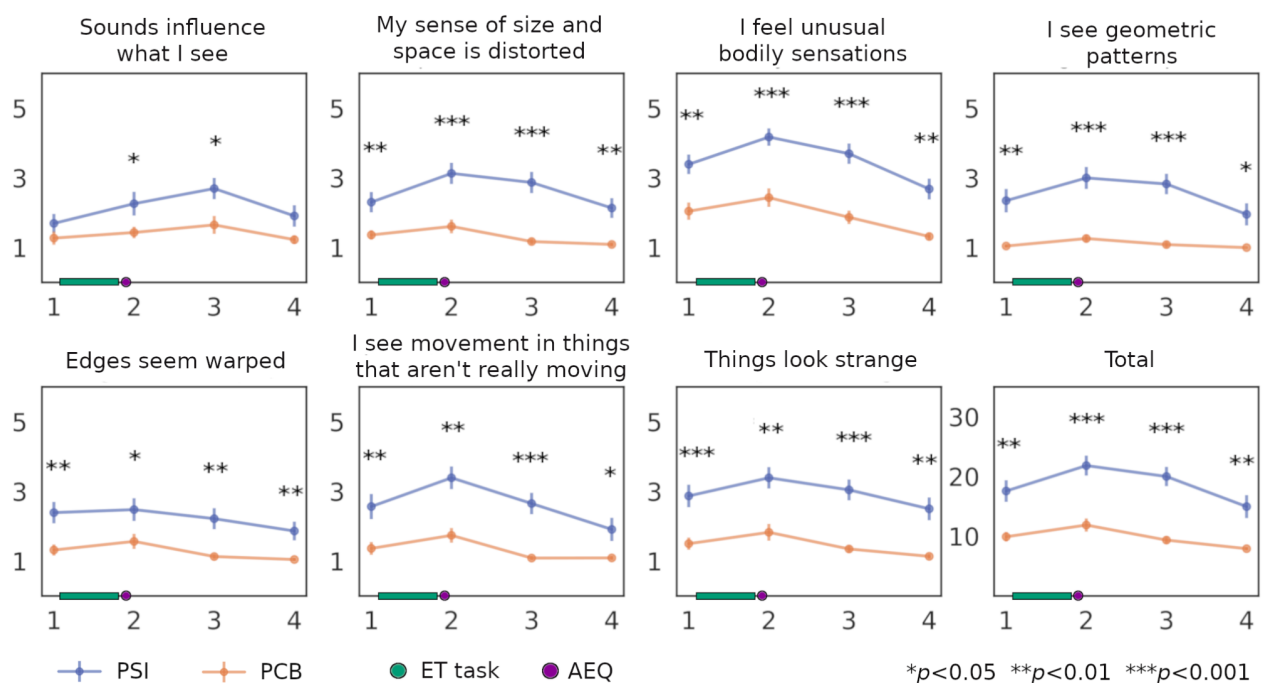 Sounds influence
what I see
My sense of size and
space is distorted
I feel unusual
bodily sensations
I see geometric
patterns
5
3
1
* *
1 2 3 4
5
3
1
** *** *** **
1 2 3 4
5
3
1
** *** *** **
1 2 3 4
5
3
1
** *** *** *
1 2 3 4
Edges seem warped
I see movement in things
that aren't really moving
Things look strange
Total
5
3
1
** * ** **
1 2 3 4
5
3
1
** ** *** *
1 2 3 4
5
3
1
*** ** *** **
1 2 3 4
30
20
10
** *** *** **
1 2 3 4
PSI PCB ET task AEQ *p<0.05 **p<0.01 ***p<0.001